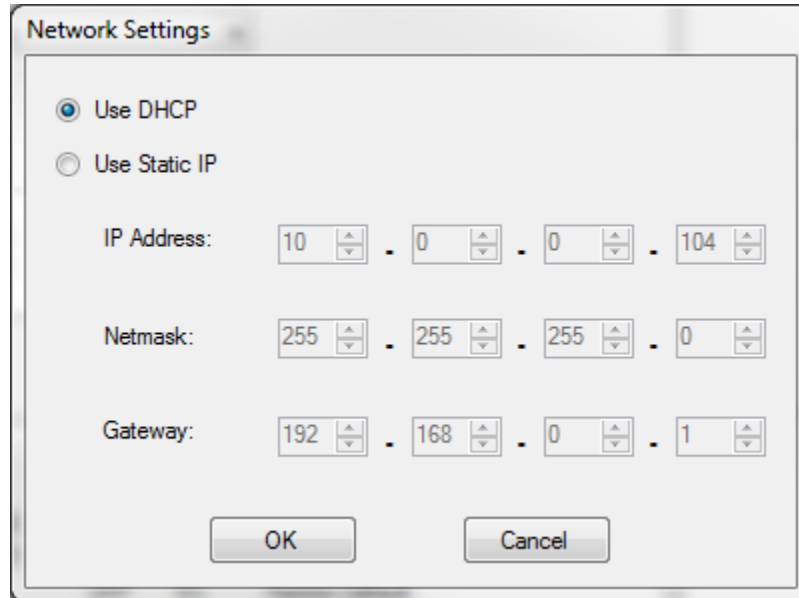 Network Settings
Use DHCP
Use Static IP
IP Address: 10 . 0 . 0 . 104
Netmask: 255 . 255 . 255 . 0
Gateway: 192 . 168 . 0 . 1
OK Cancel